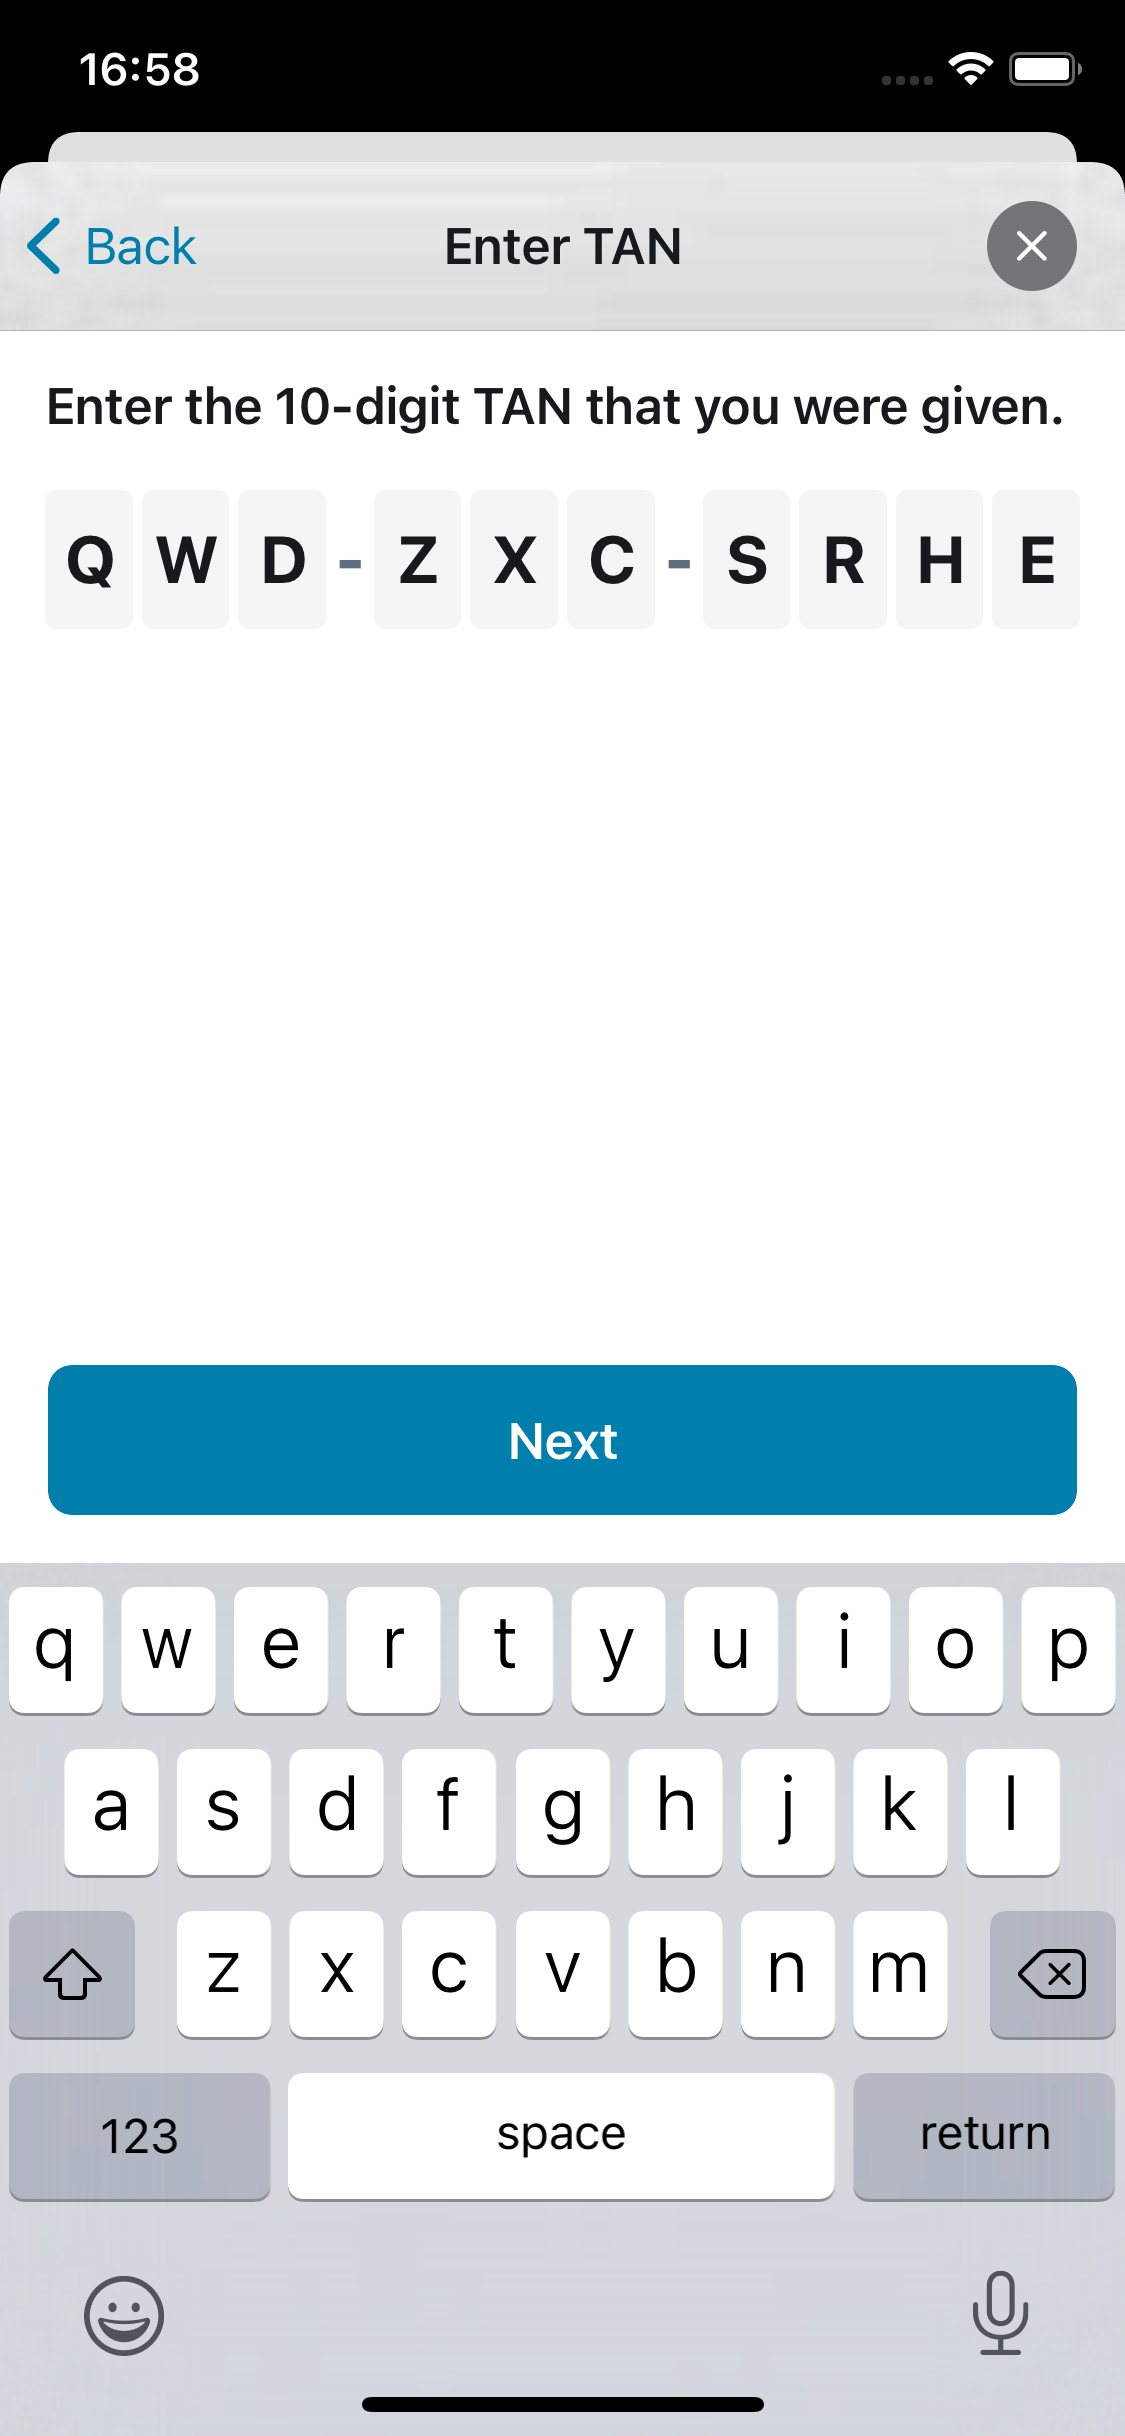 16:58
Back Enter TAN
Enter the 10-digit TAN that you were given.
Q W D - Z X C - S R H E
Next
q w e r t y u i o p
a s d f g h j k l
z x c v b n m
123 space return